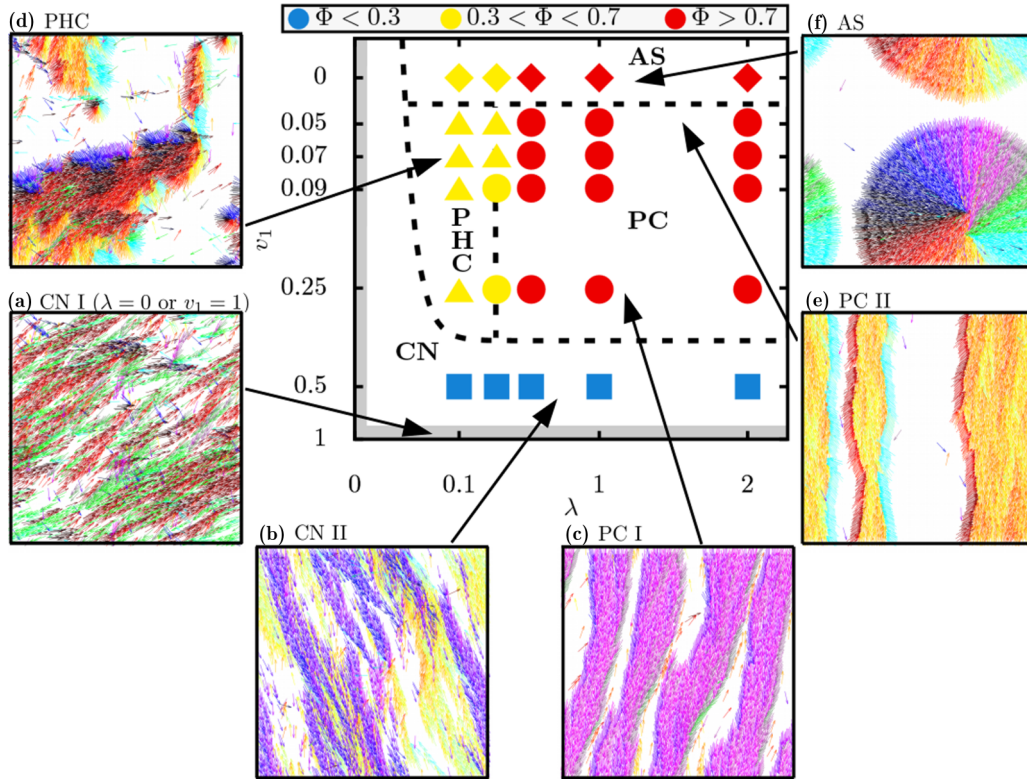 (d) PHC
Φ < 0.3 0.3 < Φ < 0.7 Φ > 0.7
(f) AS
AS
0
0.05
0.07
0.09
0.25
0.5
1
v₁
P
H
C
PC
CN
0 0.1 1 2
λ
(a) CN I (λ = 0 or v₁ = 1)
(e) PC II
(b) CN II
(c) PC I